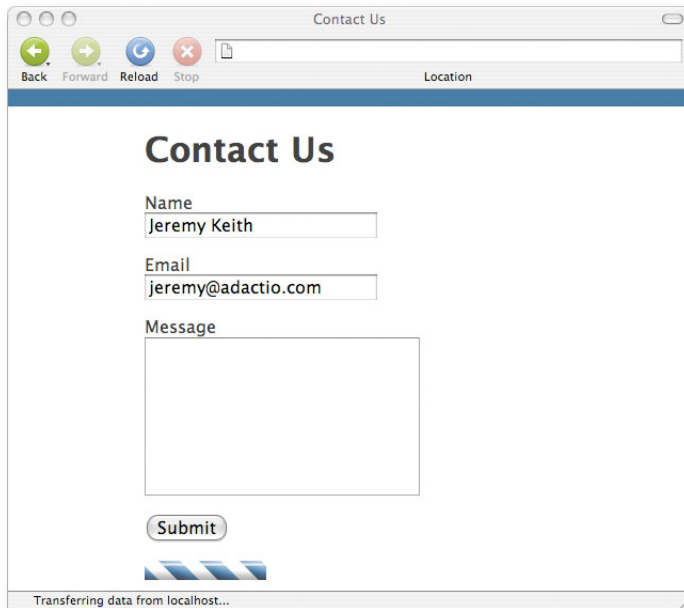 Contact Us
Back Forward Reload Stop Location
Contact Us
Name
Jeremy Keith
Email
jeremy@adactio.com
Message
Submit
Transferring data from localhost...